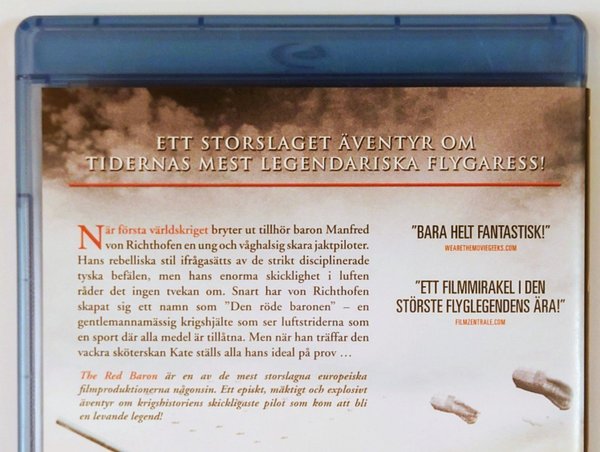 ETT STORSLAGET ÄVENTYR OM
TIDERNAS MEST LEGENDARISKA FLYGARESS!
När första världskriget bryter ut tillhör baron Manfred
von Richthofen en ung och våghalsig skara jaktpiloter.
Hans rebelliska stil ifrågasätts av de strikt disciplinerade
tyska befälen, men hans enorma skicklighet i luften
råder det ingen tvekan om. Snart har von Richthofen
skapat sig ett namn som ”Den röde baronen” – en
gentlemannamässig krigshjälte som ser luftstriderna som
en sport där alla medel är tillåtna. Men när han träffar den
vackra sköterskan Kate ställs alla hans ideal på prov ...
The Red Baron är en av de mest storslagna europeiska
filmproduktionerna någonsin. Ett episkt, mäktigt och explosivt
äventyr om krigshistoriens skickligaste pilot som kom att bli
en levande legend!
”BARA HELT FANTASTISK!”
WEARETHEMOVIEGEEKS.COM
”ETT FILMMIRAKEL I DEN
STÖRSTE FLYGLEGENDENS ÄRA!”
FILMZENTRALE.COM